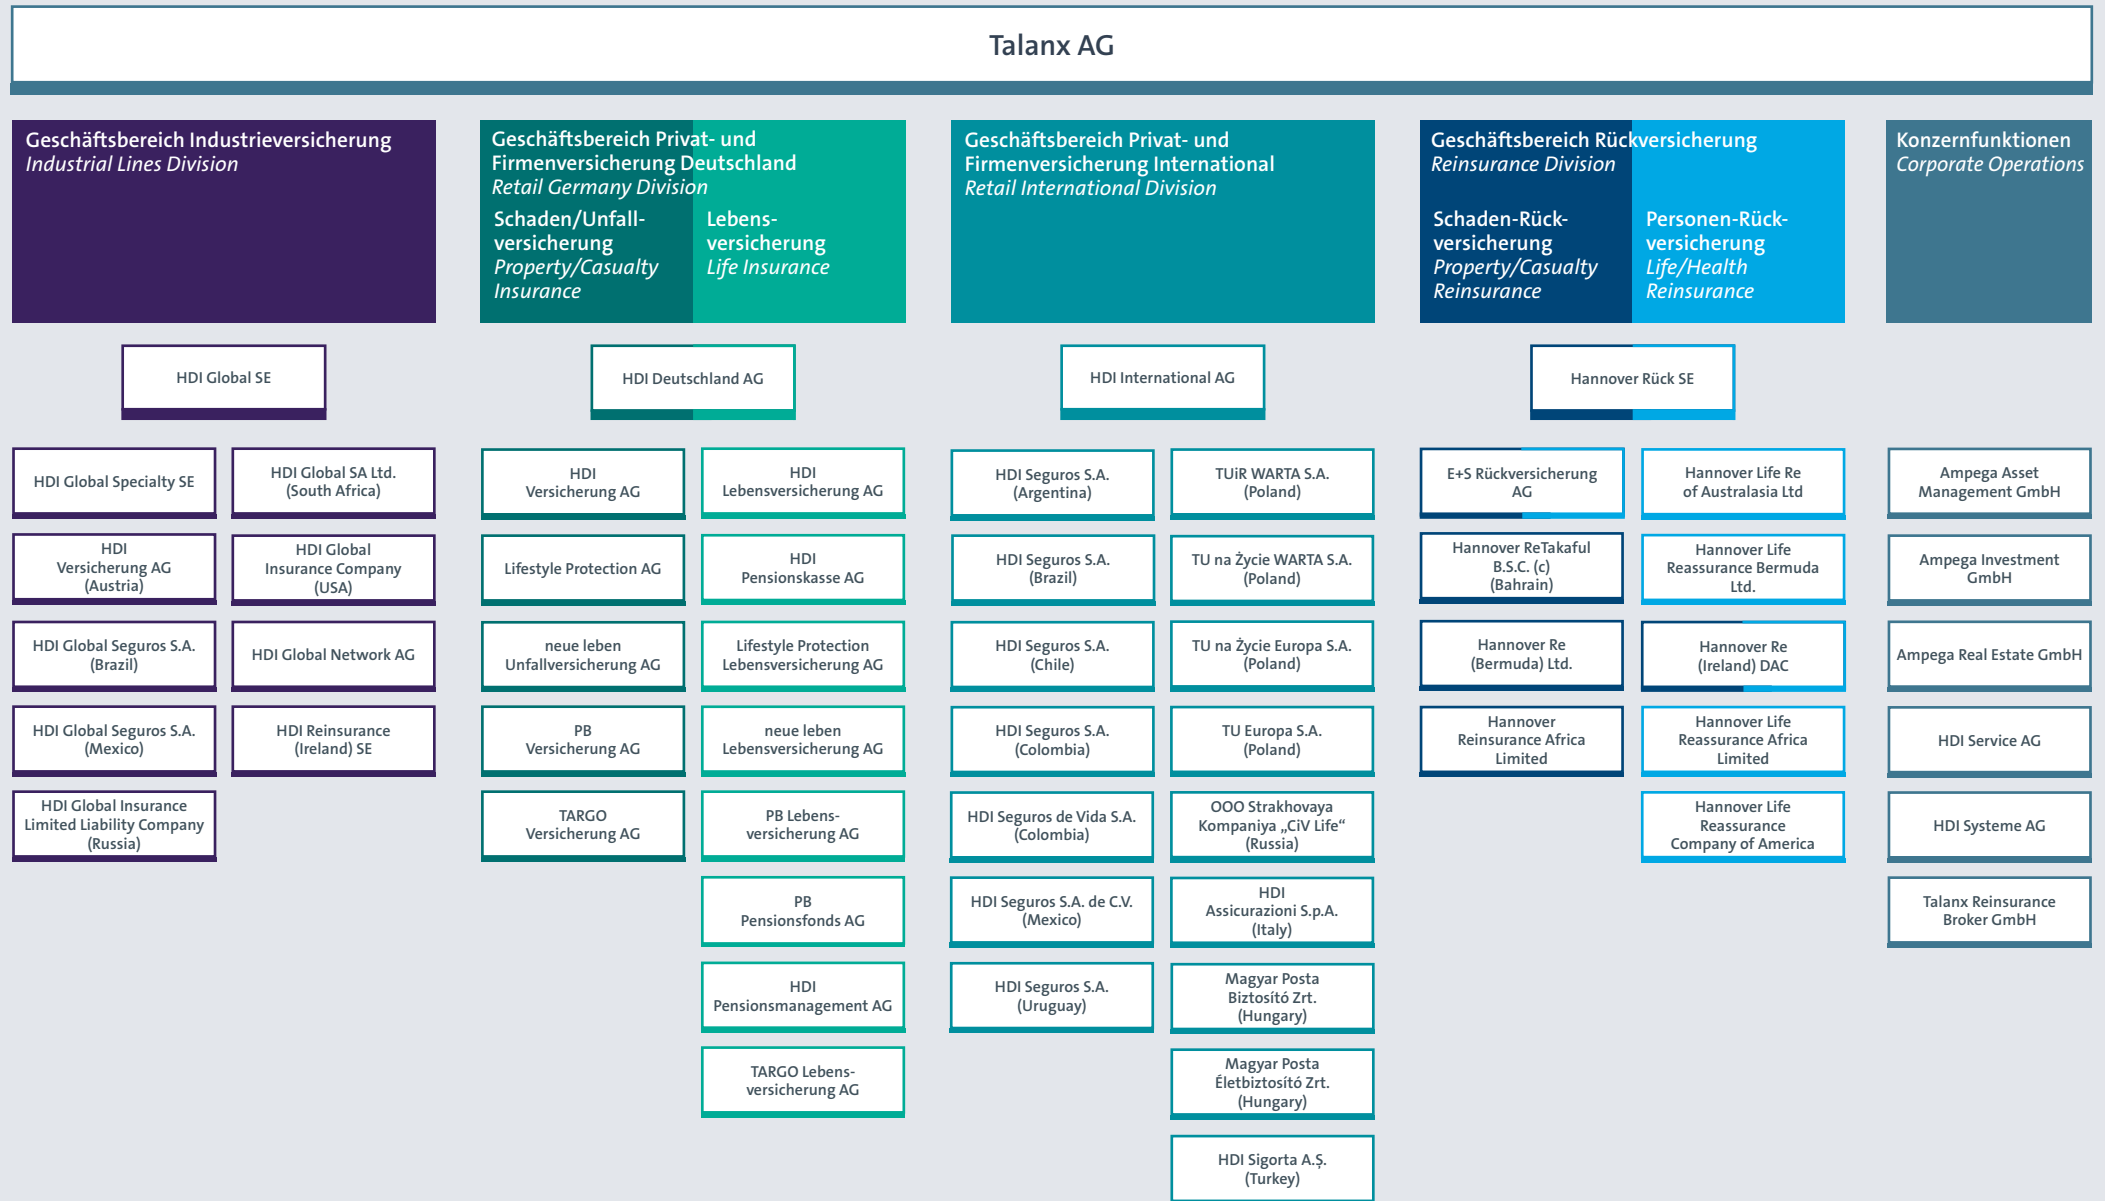 Talanx AG
Geschäftsbereich Industrieversicherung
Industrial Lines Division
Geschäftsbereich Privat- und
Firmenversicherung Deutschland
Retail Germany Division
Schaden/Unfall-
versicherung
Property/Casualty
Insurance
Lebens-
versicherung
Life Insurance
Geschäftsbereich Privat- und
Firmenversicherung International
Retail International Division
Geschäftsbereich Rückversicherung
Reinsurance Division
Schaden-Rück-
versicherung
Property/Casualty
Reinsurance
Personen-Rück-
versicherung
Life/Health
Reinsurance
Konzernfunktionen
Corporate Operations
HDI Global SE
HDI Deutschland AG
HDI International AG
Hannover Rück SE
HDI Global Specialty SE
HDI
Versicherung AG
(Austria)
HDI Global Seguros S.A.
(Brazil)
HDI Global Seguros S.A.
(Mexico)
HDI Global Insurance
Limited Liability Company
(Russia)
HDI Global SA Ltd.
(South Africa)
HDI Global
Insurance Company
(USA)
HDI Global Network AG
HDI Reinsurance
(Ireland) SE
HDI
Versicherung AG
Lifestyle Protection AG
neue leben
Unfallversicherung AG
PB
Versicherung AG
TARGO
Versicherung AG
HDI
Lebensversicherung AG
HDI
Pensionskasse AG
Lifestyle Protection
Lebensversicherung AG
neue leben
Lebensversicherung AG
PB Lebens-
versicherung AG
PB
Pensionsfonds AG
HDI
Pensionsmanagement AG
TARGO Lebens-
versicherung AG
HDI Seguros S.A.
(Argentina)
HDI Seguros S.A.
(Brazil)
HDI Seguros S.A.
(Chile)
HDI Seguros S.A.
(Colombia)
HDI Seguros de Vida S.A.
(Colombia)
HDI Seguros S.A. de C.V.
(Mexico)
HDI Seguros S.A.
(Uruguay)
TUiR WARTA S.A.
(Poland)
TU na Życie WARTA S.A.
(Poland)
TU na Życie Europa S.A.
(Poland)
TU Europa S.A.
(Poland)
OOO Strakhovaya
Kompaniya „CiV Life“
(Russia)
HDI
Assicurazioni S.p.A.
(Italy)
Magyar Posta
Biztosító Zrt.
(Hungary)
Magyar Posta
Életbiztosító Zrt.
(Hungary)
HDI Sigorta A.Ş.
(Turkey)
E+S Rückversicherung
AG
Hannover ReTakaful
B.S.C. (c)
(Bahrain)
Hannover Re
(Bermuda) Ltd.
Hannover
Reinsurance Africa
Limited
Hannover Life Re
of Australasia Ltd
Hannover Life
Reassurance Bermuda
Ltd.
Hannover Re
(Ireland) DAC
Hannover Life
Reassurance Africa
Limited
Hannover Life
Reassurance
Company of America
Ampega Asset
Management GmbH
Ampega Investment
GmbH
Ampega Real Estate GmbH
HDI Service AG
HDI Systeme AG
Talanx Reinsurance
Broker GmbH